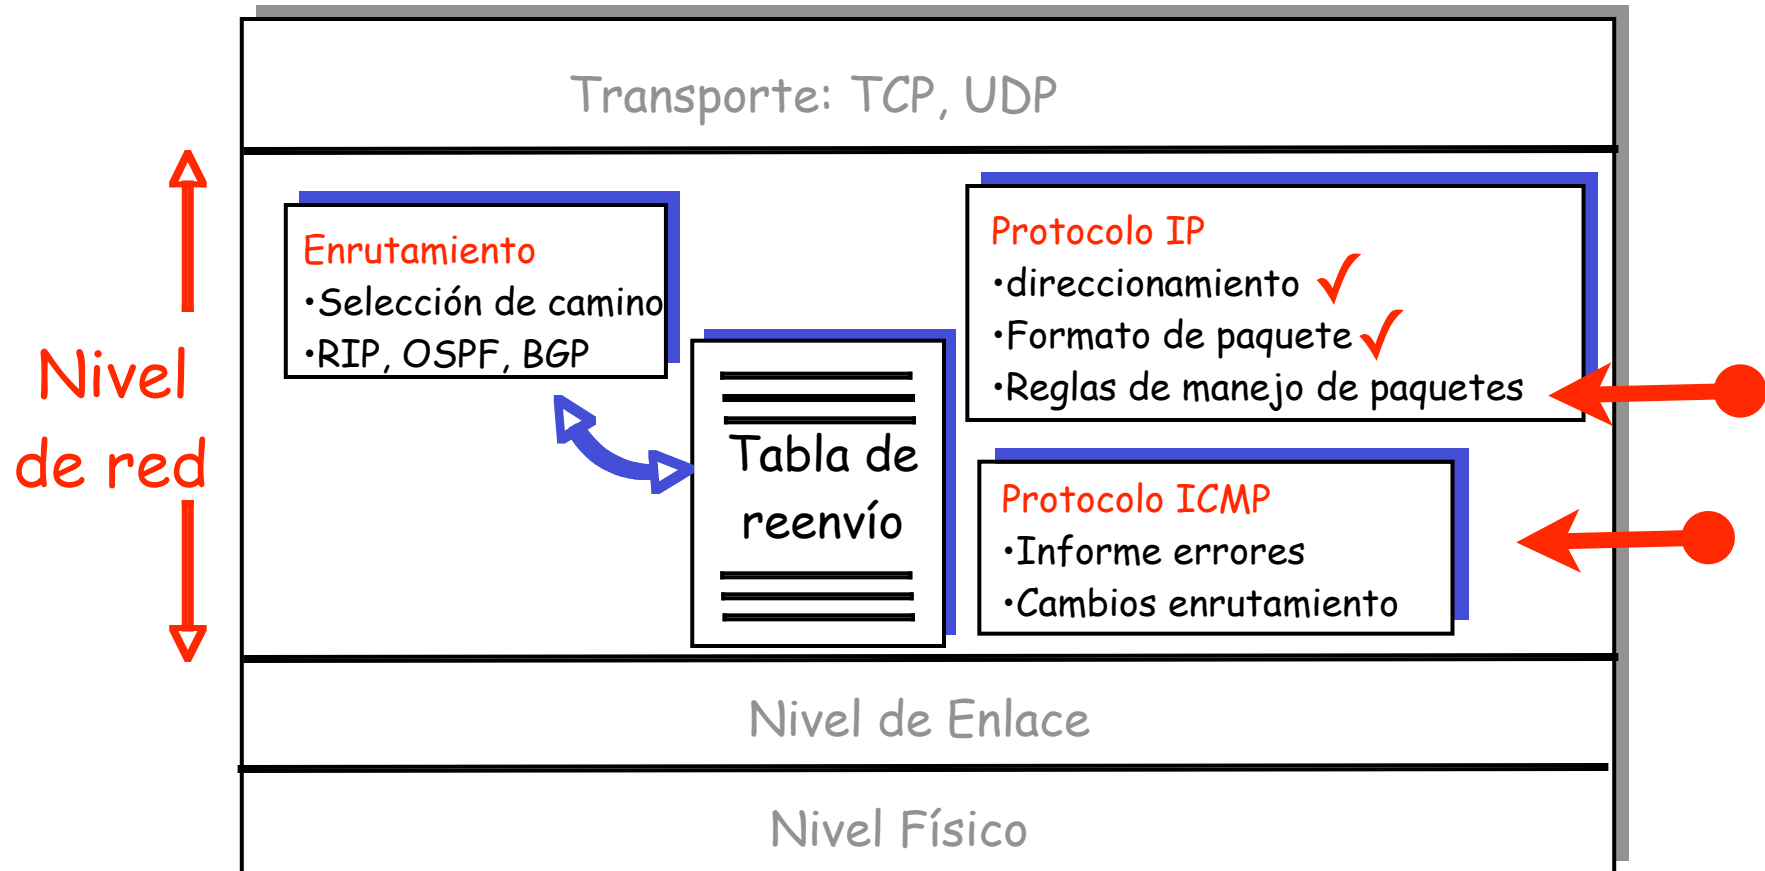 Transporte: TCP, UDP
Nivel
de red
Enrutamiento
•Selección de camino
•RIP, OSPF, BGP
Tabla de
reenvío
Protocolo IP
•direccionamiento
•Formato de paquete
•Reglas de manejo de paquetes
Protocolo ICMP
•Informe errores
•Cambios enrutamiento
Nivel de Enlace
Nivel Físico